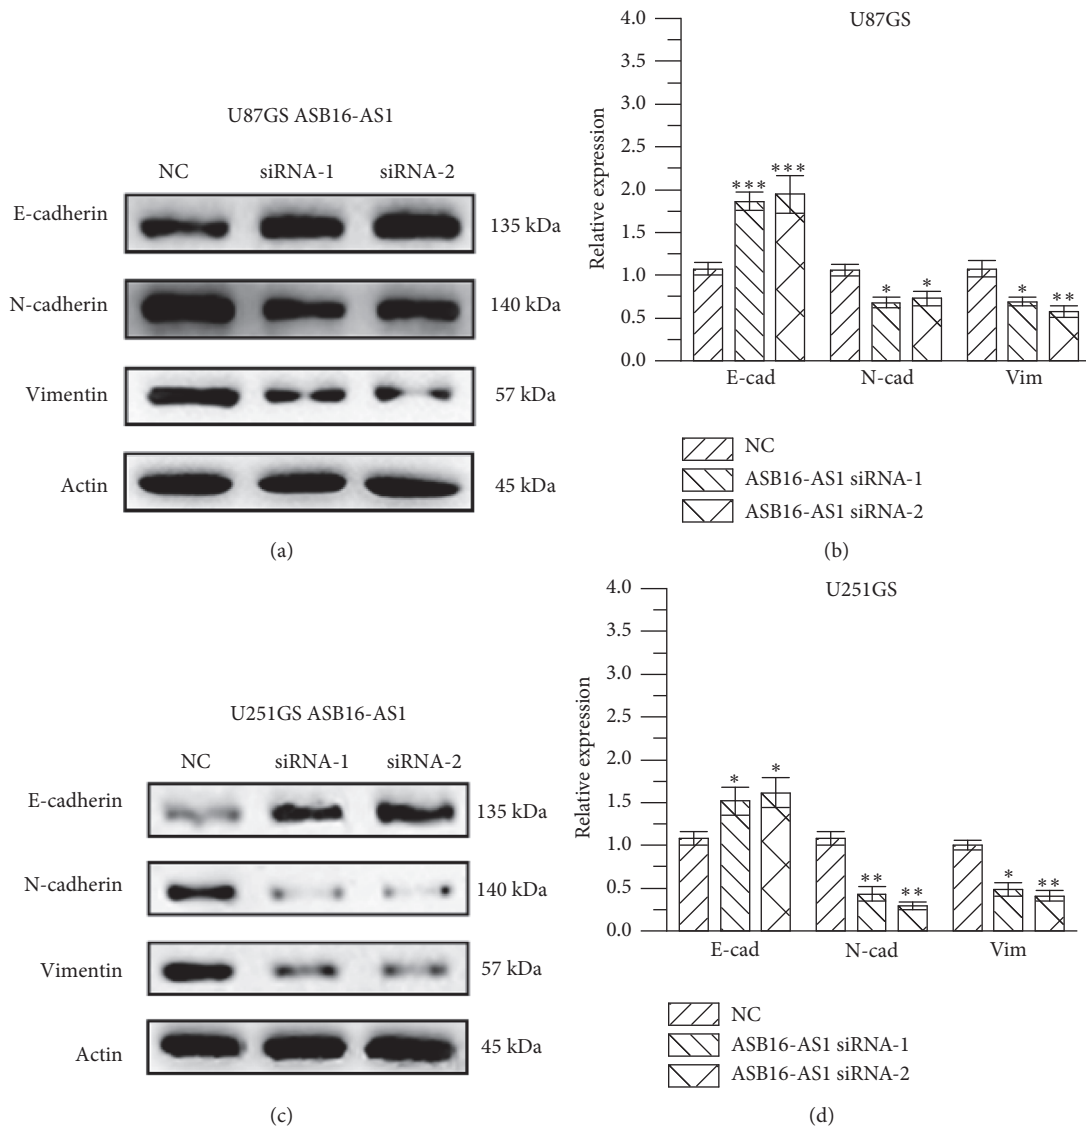 U87GS ASB16-AS1
NC siRNA-1 siRNA-2
E-cadherin 135 kDa
N-cadherin 140 kDa
Vimentin 57 kDa
Actin 45 kDa
(a)
U87GS
Relative expression
4.0
3.5
3.0
2.5
2.0
1.5
1.0
0.5
0.0
*** ***
* *
* **
E-cad N-cad Vim
NC
ASB16-AS1 siRNA-1
ASB16-AS1 siRNA-2
(b)
U251GS ASB16-AS1
NC siRNA-1 siRNA-2
E-cadherin 135 kDa
N-cadherin 140 kDa
Vimentin 57 kDa
Actin 45 kDa
(c)
U251GS
Relative expression
4.0
3.5
3.0
2.5
2.0
1.5
1.0
0.5
0.0
* *
** **
* **
E-cad N-cad Vim
NC
ASB16-AS1 siRNA-1
ASB16-AS1 siRNA-2
(d)